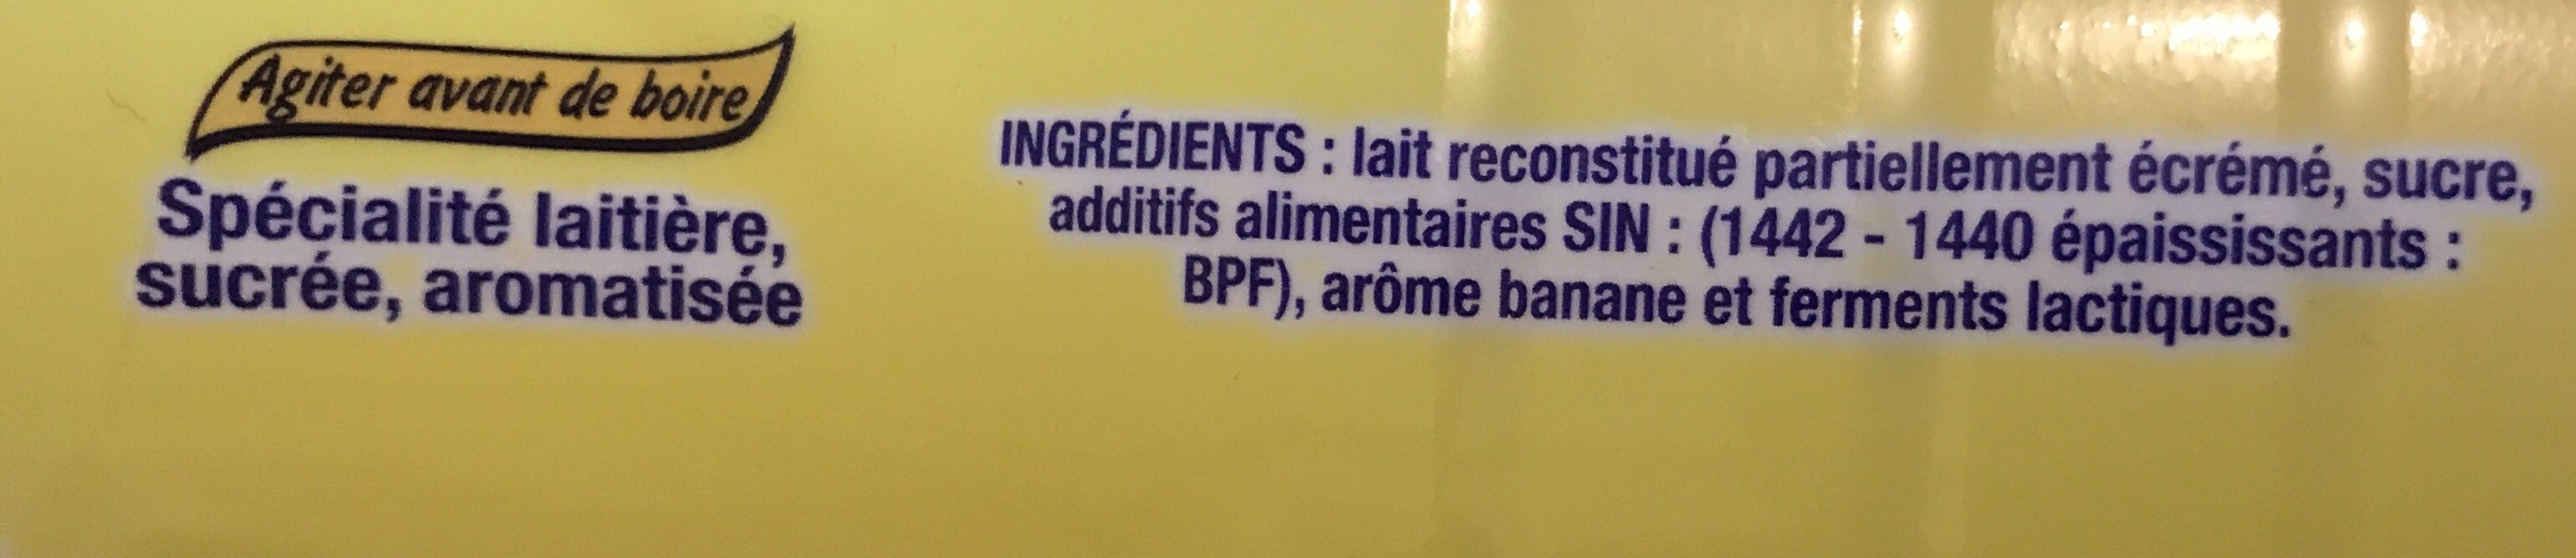 Agiter avant de boire
Spécialité laitière,
sucrée, aromatisée
INGRÉDIENTS : lait reconstitué partiellement écrémé, sucre,
additifs alimentaires SIN : (1442 - 1440 épaississants :
BPF), arôme banane et ferments lactiques.